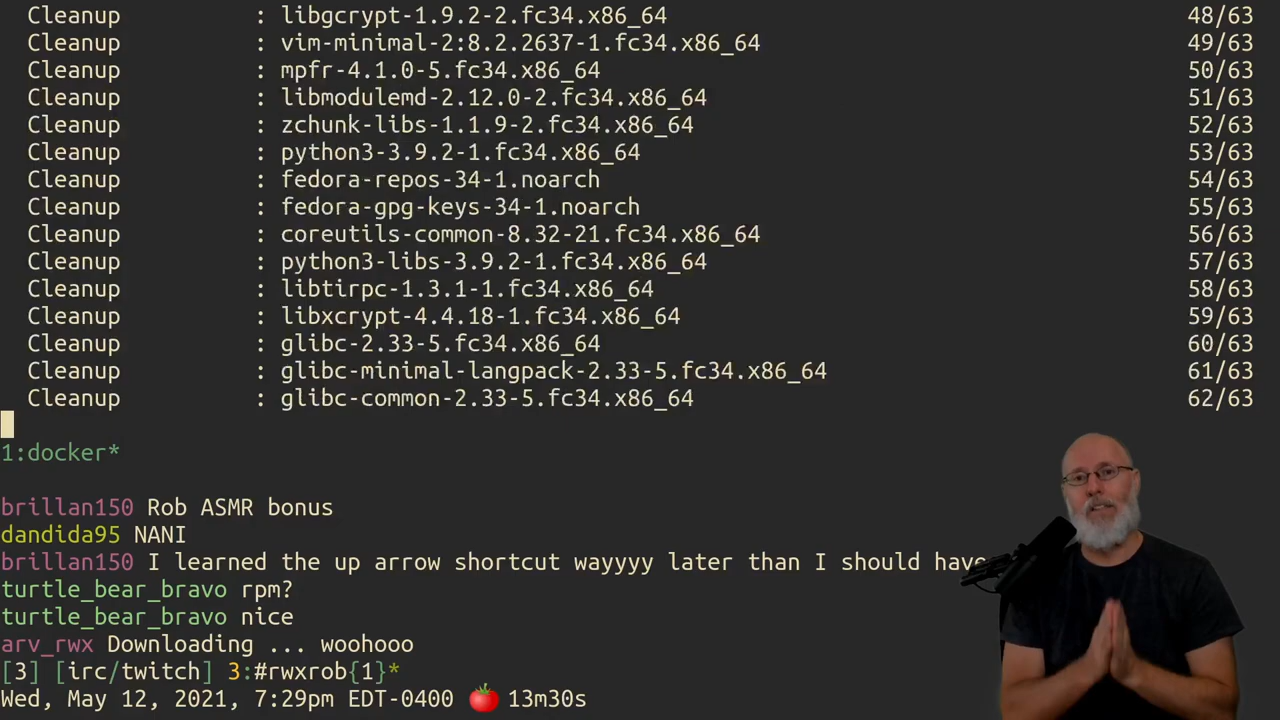 Cleanup : libgcrypt-1.9.2-2.fc34.x86_64 48/63
Cleanup : vim-minimal-2:8.2.2637-1.fc34.x86_64 49/63
Cleanup : mpfr-4.1.0-5.fc34.x86_64 50/63
Cleanup : libmodulemd-2.12.0-2.fc34.x86_64 51/63
Cleanup : zchunk-libs-1.1.9-2.fc34.x86_64 52/63
Cleanup : python3-3.9.2-1.fc34.x86_64 53/63
Cleanup : fedora-repos-34-1.noarch 54/63
Cleanup : fedora-gpg-keys-34-1.noarch 55/63
Cleanup : coreutils-common-8.32-21.fc34.x86_64 56/63
Cleanup : python3-libs-3.9.2-1.fc34.x86_64 57/63
Cleanup : libtirpc-1.3.1-1.fc34.x86_64 58/63
Cleanup : libxcrypt-4.4.18-1.fc34.x86_64 59/63
Cleanup : glibc-2.33-5.fc34.x86_64 60/63
Cleanup : glibc-minimal-langpack-2.33-5.fc34.x86_64 61/63
Cleanup : glibc-common-2.33-5.fc34.x86_64 62/63
1:docker*
brillan150 Rob ASMR bonus
dandida95 NANI
brillan150 I learned the up arrow shortcut wayyyy later than I should have
turtle_bear_bravo rpm?
turtle_bear_bravo nice
arv_rwx Downloading ... woohooo
[3] [irc/twitch] 3:#rwxrob{1}*
Wed, May 12, 2021, 7:29pm EDT-0400 🍅 13m30s